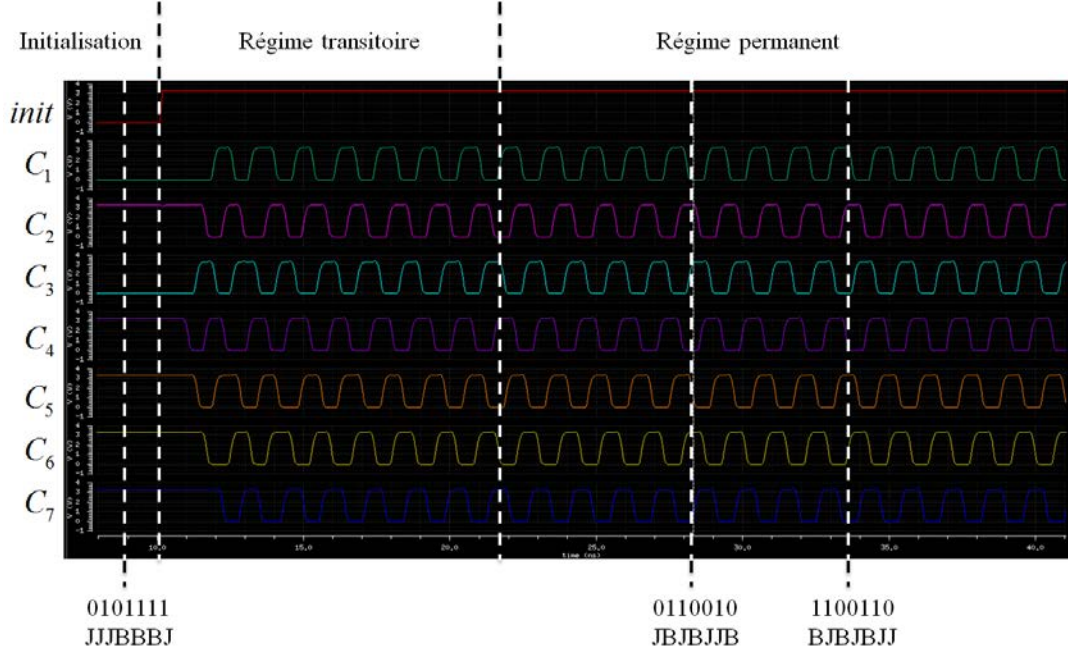 Initialisation Régime transitoire Régime permanent
init
C1
C2
C3
C4
C5
C6
C7
10.0 15.0 20.0 25.0 30.0 35.0 40.0
time (ns)
0101111 0110010 1100110
JJJBBBJ JBJBJJB BJBJBJJ